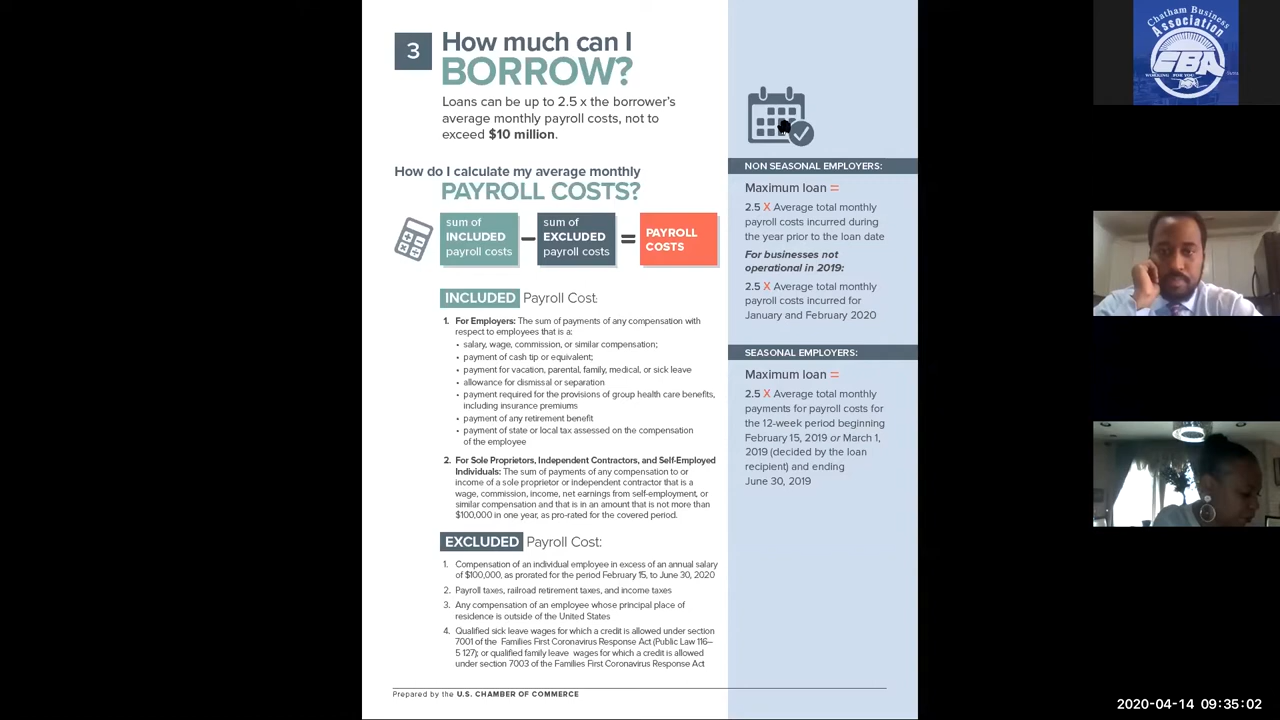 3
How much can I
BORROW?
Loans can be up to 2.5 x the borrower's
average monthly payroll costs, not to
exceed $10 million.
How do I calculate my average monthly
PAYROLL COSTS?
sum of
INCLUDED
payroll costs
–
sum of
EXCLUDED
payroll costs
=
PAYROLL
COSTS
INCLUDED Payroll Cost:
1. For Employers: The sum of payments of any compensation with
respect to employees that is a:
• salary, wage, commission, or similar compensation;
• payment of cash tip or equivalent;
• payment for vacation, parental, family, medical, or sick leave
• allowance for dismissal or separation
• payment required for the provisions of group health care benefits,
including insurance premiums
• payment of any retirement benefit
• payment of state or local tax assessed on the compensation
of the employee
2. For Sole Proprietors, Independent Contractors, and Self-Employed
Individuals: The sum of payments of any compensation to or
income of a sole proprietor or independent contractor that is a
wage, commission, income, net earnings from self-employment, or
similar compensation and that is in an amount that is not more than
$100,000 in one year, as pro-rated for the covered period.
EXCLUDED Payroll Cost:
1. Compensation of an individual employee in excess of an annual salary
of $100,000, as prorated for the period February 15, to June 30, 2020
2. Payroll taxes, railroad retirement taxes, and income taxes
3. Any compensation of an employee whose principal place of
residence is outside of the United States
4. Qualified sick leave wages for which a credit is allowed under section
7001 of the Families First Coronavirus Response Act (Public Law 116–
5 127); or qualified family leave wages for which a credit is allowed
under section 7003 of the Families First Coronavirus Response Act
Prepared by the U.S. CHAMBER OF COMMERCE
NON SEASONAL EMPLOYERS:
Maximum loan =
2.5 X Average total monthly
payroll costs incurred during
the year prior to the loan date
For businesses not
operational in 2019:
2.5 X Average total monthly
payroll costs incurred for
January and February 2020
SEASONAL EMPLOYERS:
Maximum loan =
2.5 X Average total monthly
payments for payroll costs for
the 12-week period beginning
February 15, 2019 or March 1,
2019 (decided by the loan
recipient) and ending
June 30, 2019
Chatham Business
Association
CBA
WORKING FOR YOU
2020-04-14 09:35:02